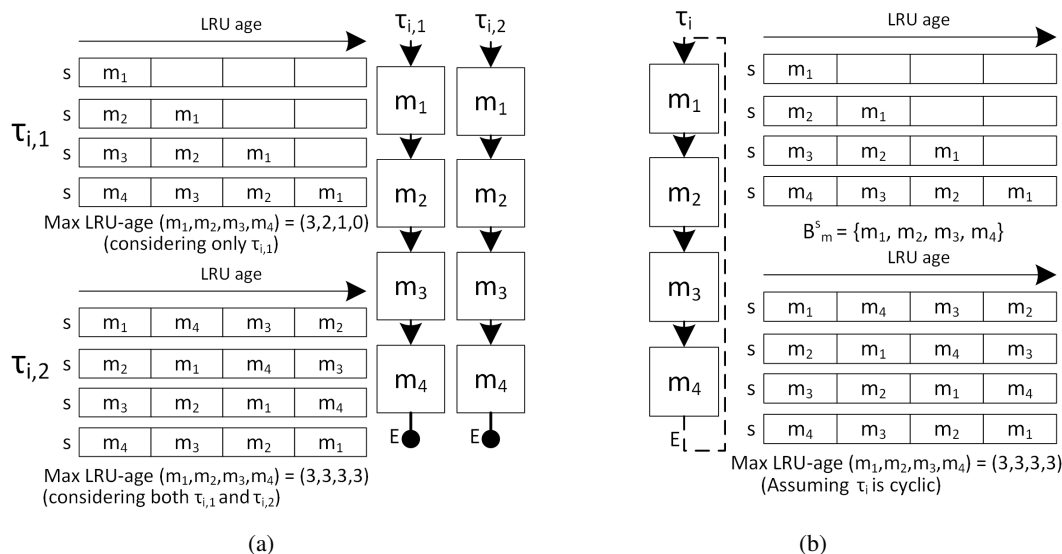 LRU age
τi,1
s m1
s m2 m1
s m3 m2 m1
s m4 m3 m2 m1
Max LRU-age (m1,m2,m3,m4) = (3,2,1,0)
(considering only τi,1)
LRU age
τi,2
s m1 m4 m3 m2
s m2 m1 m4 m3
s m3 m2 m1 m4
s m4 m3 m2 m1
Max LRU-age (m1,m2,m3,m4) = (3,3,3,3)
(considering both τi,1 and τi,2)
τi,1 τi,2
m1 m1
m2 m2
m3 m3
m4 m4
E E
(a)
τi
m1
m2
m3
m4
E
LRU age
s m1
s m2 m1
s m3 m2 m1
s m4 m3 m2 m1
Bsm = {m1, m2, m3, m4}
LRU age
s m1 m4 m3 m2
s m2 m1 m4 m3
s m3 m2 m1 m4
s m4 m3 m2 m1
Max LRU-age (m1,m2,m3,m4) = (3,3,3,3)
(Assuming τi is cyclic)
(b)